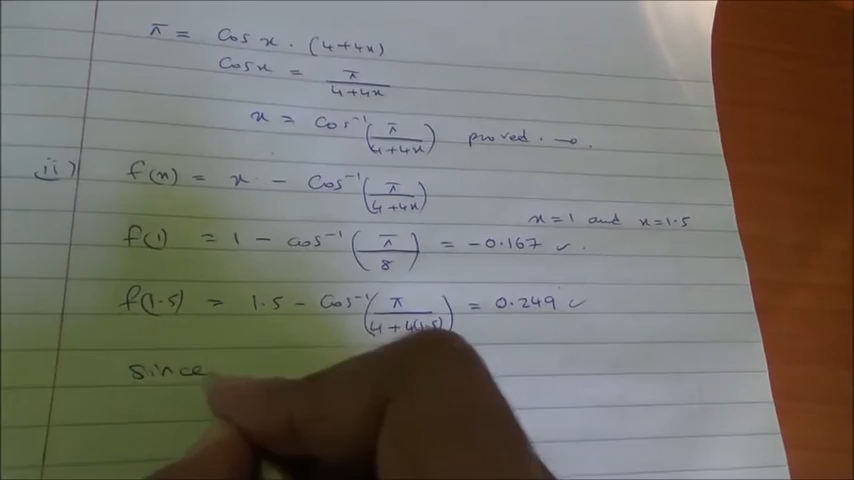 π = Cos x . (4+4x)
Cos x = π/(4+4x)
x = Cos⁻¹(π/(4+4x)) proved. →.
ii) f(x) = x - Cos⁻¹(π/(4+4x))
x=1 and x=1.5
f(1) = 1 - cos⁻¹(π/8) = -0.167 ✓.
f(1.5) = 1.5 - Cos⁻¹(π/(4+4(1.5))) = 0.249 ✓
since